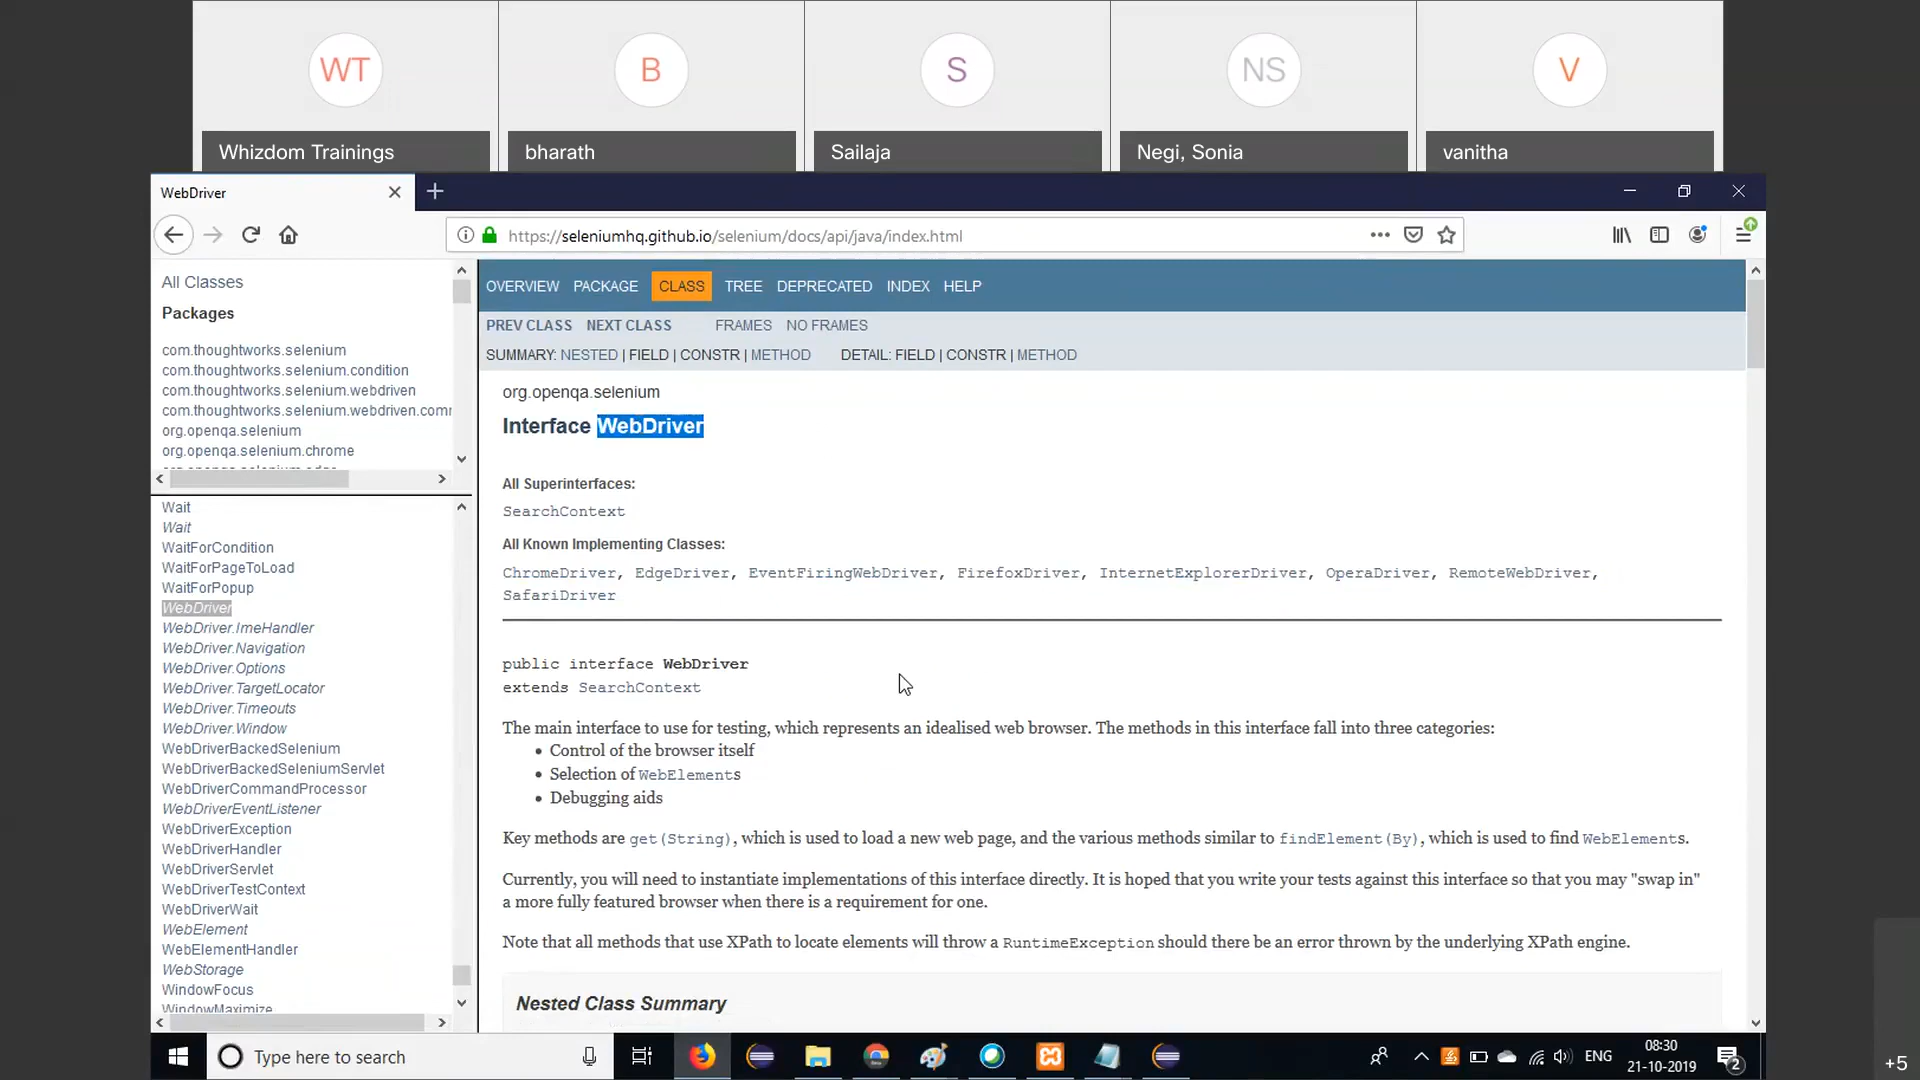 WT
B
S
NS
V
Whizdom Trainings
bharath
Sailaja
Negi, Sonia
vanitha
WebDriver
https://seleniumhq.github.io/selenium/docs/api/java/index.html
All Classes
Packages
com.thoughtworks.selenium
com.thoughtworks.selenium.condition
com.thoughtworks.selenium.webdriven
com.thoughtworks.selenium.webdriven.comm
org.openqa.selenium
org.openqa.selenium.chrome
org.openqa.selenium.edge
Wait
Wait
WaitForCondition
WaitForPageToLoad
WaitForPopup
WebDriver
WebDriver.ImeHandler
WebDriver.Navigation
WebDriver.Options
WebDriver.TargetLocator
WebDriver.Timeouts
WebDriver.Window
WebDriverBackedSelenium
WebDriverBackedSeleniumServlet
WebDriverCommandProcessor
WebDriverEventListener
WebDriverException
WebDriverHandler
WebDriverServlet
WebDriverTestContext
WebDriverWait
WebElement
WebElementHandler
WebStorage
WindowFocus
WindowMaximize
OVERVIEW PACKAGE CLASS TREE DEPRECATED INDEX HELP
PREV CLASS NEXT CLASS FRAMES NO FRAMES
SUMMARY: NESTED | FIELD | CONSTR | METHOD DETAIL: FIELD | CONSTR | METHOD
org.openqa.selenium
Interface WebDriver
All Superinterfaces:
SearchContext
All Known Implementing Classes:
ChromeDriver, EdgeDriver, EventFiringWebDriver, FirefoxDriver, InternetExplorerDriver, OperaDriver, RemoteWebDriver,
SafariDriver
public interface WebDriver
extends SearchContext
The main interface to use for testing, which represents an idealised web browser. The methods in this interface fall into three categories:
• Control of the browser itself
• Selection of WebElements
• Debugging aids
Key methods are get(String), which is used to load a new web page, and the various methods similar to findElement(By), which is used to find WebElements.
Currently, you will need to instantiate implementations of this interface directly. It is hoped that you write your tests against this interface so that you may "swap in"
a more fully featured browser when there is a requirement for one.
Note that all methods that use XPath to locate elements will throw a RuntimeException should there be an error thrown by the underlying XPath engine.
Nested Class Summary
Type here to search
ENG
08:30
21-10-2019
2
+5